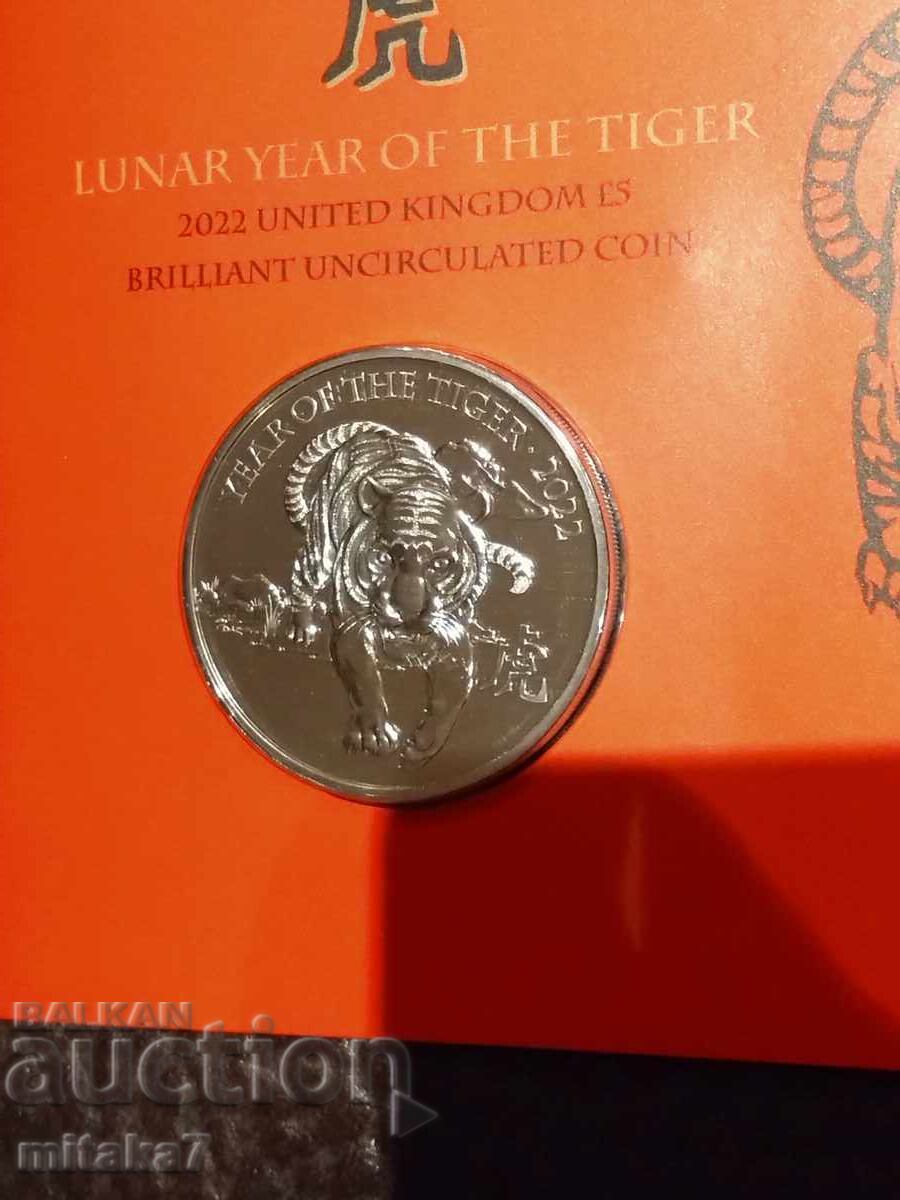 虎
LUNAR YEAR OF THE TIGER
2022 UNITED KINGDOM £5
BRILLIANT UNCIRCULATED COIN
YEAR OF THE TIGER · 2022
虎
BALKAN
auction
mitaka7